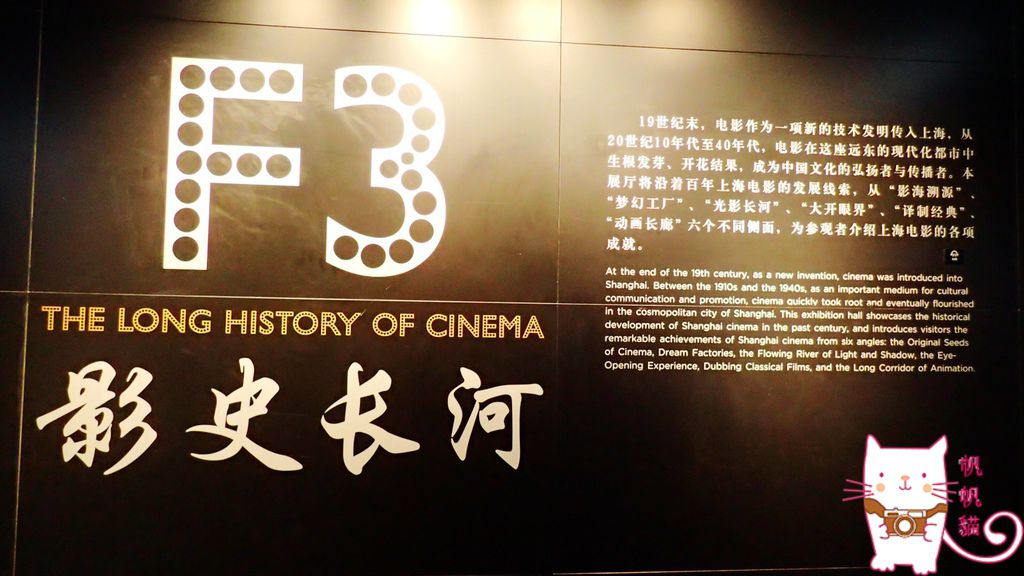 F3
THE LONG HISTORY OF CINEMA
影史长河
19世纪末，电影作为一项新的技术发明传入上海，从
20世纪10年代至40年代，电影在这座远东的现代化都市中
生根发芽、开花结果，成为中国文化的弘扬者与传播者。本
展厅将沿着百年上海电影的发展线索，从“影海溯源”、
“梦幻工厂”、“光影长河”、“大开眼界”、“译制经典”、
“动画长廊”六个不同侧面，为参观者介绍上海电影的各项
成就。
At the end of the 19th century, as a new invention, cinema was introduced into
Shanghai. Between the 1910s and the 1940s, as an important medium for cultural
communication and promotion, cinema quickly took root and eventually flourished
in the cosmopolitan city of Shanghai. This exhibition hall showcases the historical
development of Shanghai cinema in the past century, and introduces visitors the
remarkable achievements of Shanghai cinema from six angles: the Original Seeds
of Cinema, Dream Factories, the Flowing River of Light and Shadow, the Eye-
Opening Experience, Dubbing Classical Films, and the Long Corridor of Animation.
帆帆貓